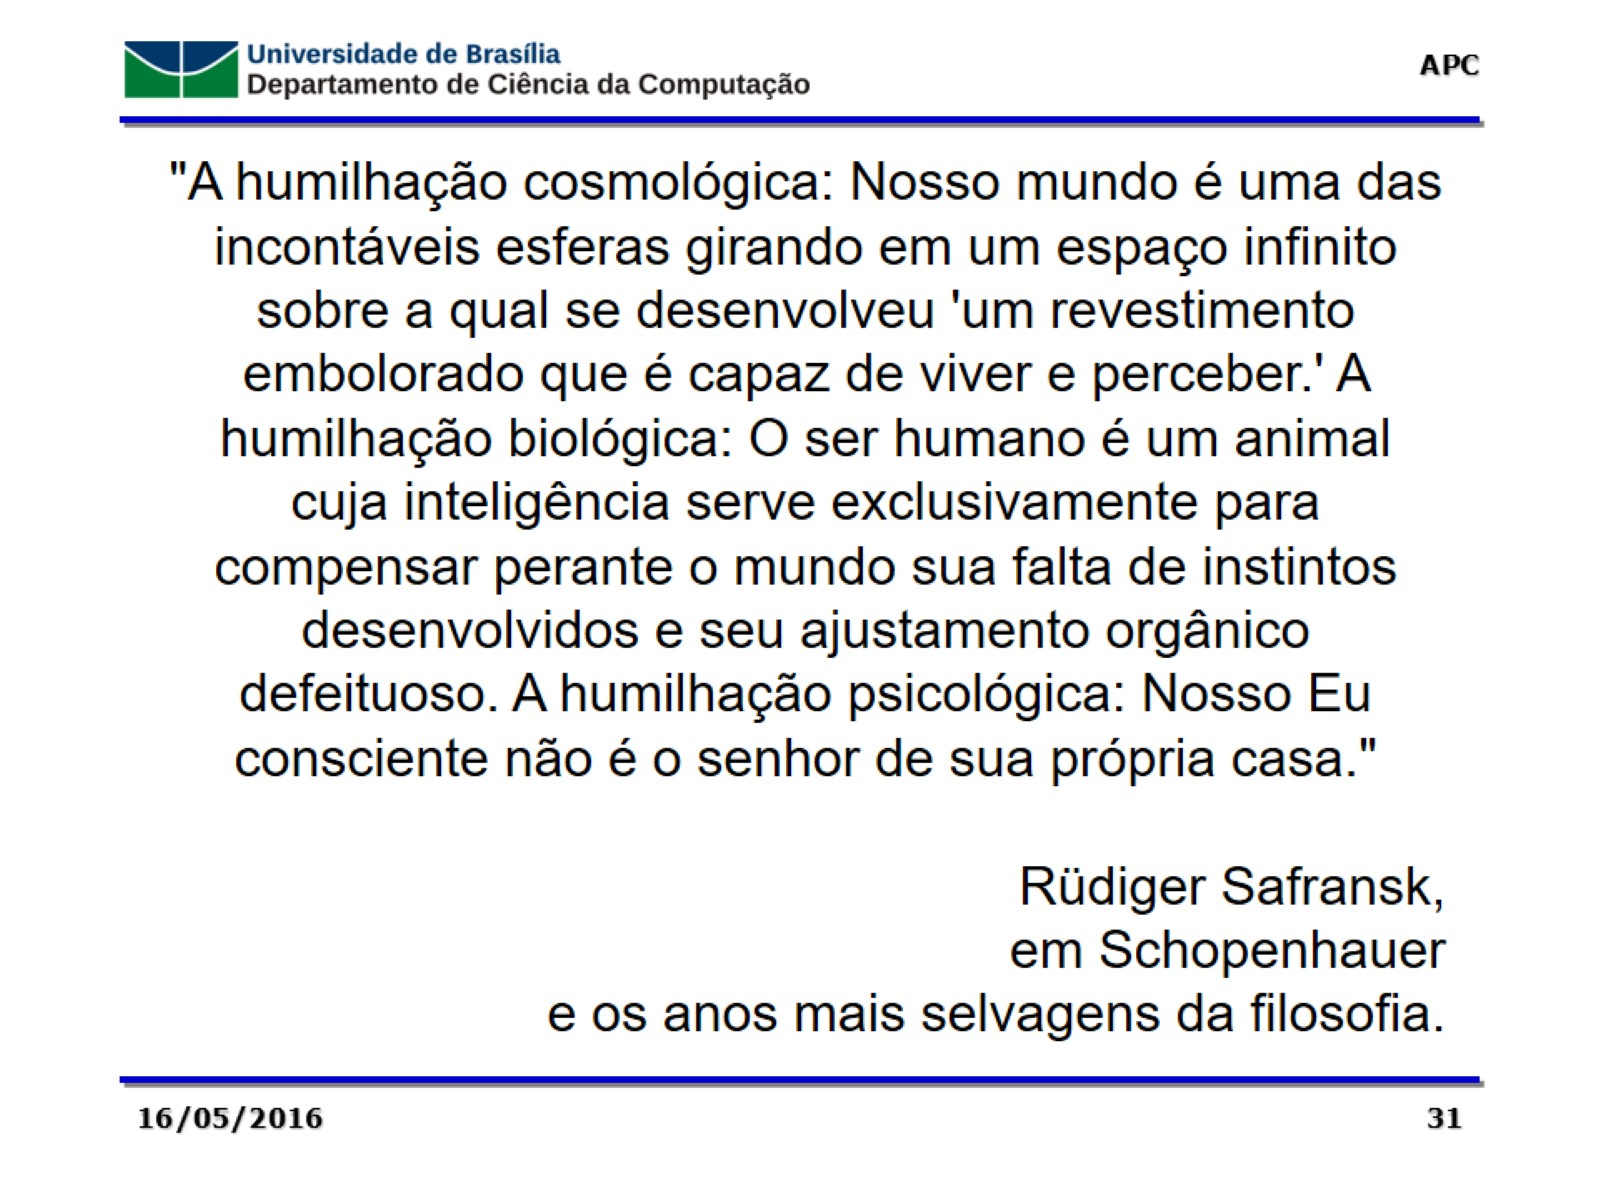 Universidade de Brasília
Departamento de Ciência da Computação
APC
"A humilhação cosmológica: Nosso mundo é uma das
incontáveis esferas girando em um espaço infinito
sobre a qual se desenvolveu 'um revestimento
embolorado que é capaz de viver e perceber.' A
humilhação biológica: O ser humano é um animal
cuja inteligência serve exclusivamente para
compensar perante o mundo sua falta de instintos
desenvolvidos e seu ajustamento orgânico
defeituoso. A humilhação psicológica: Nosso Eu
consciente não é o senhor de sua própria casa."
Rüdiger Safransk,
em Schopenhauer
e os anos mais selvagens da filosofia.
16/05/2016
31